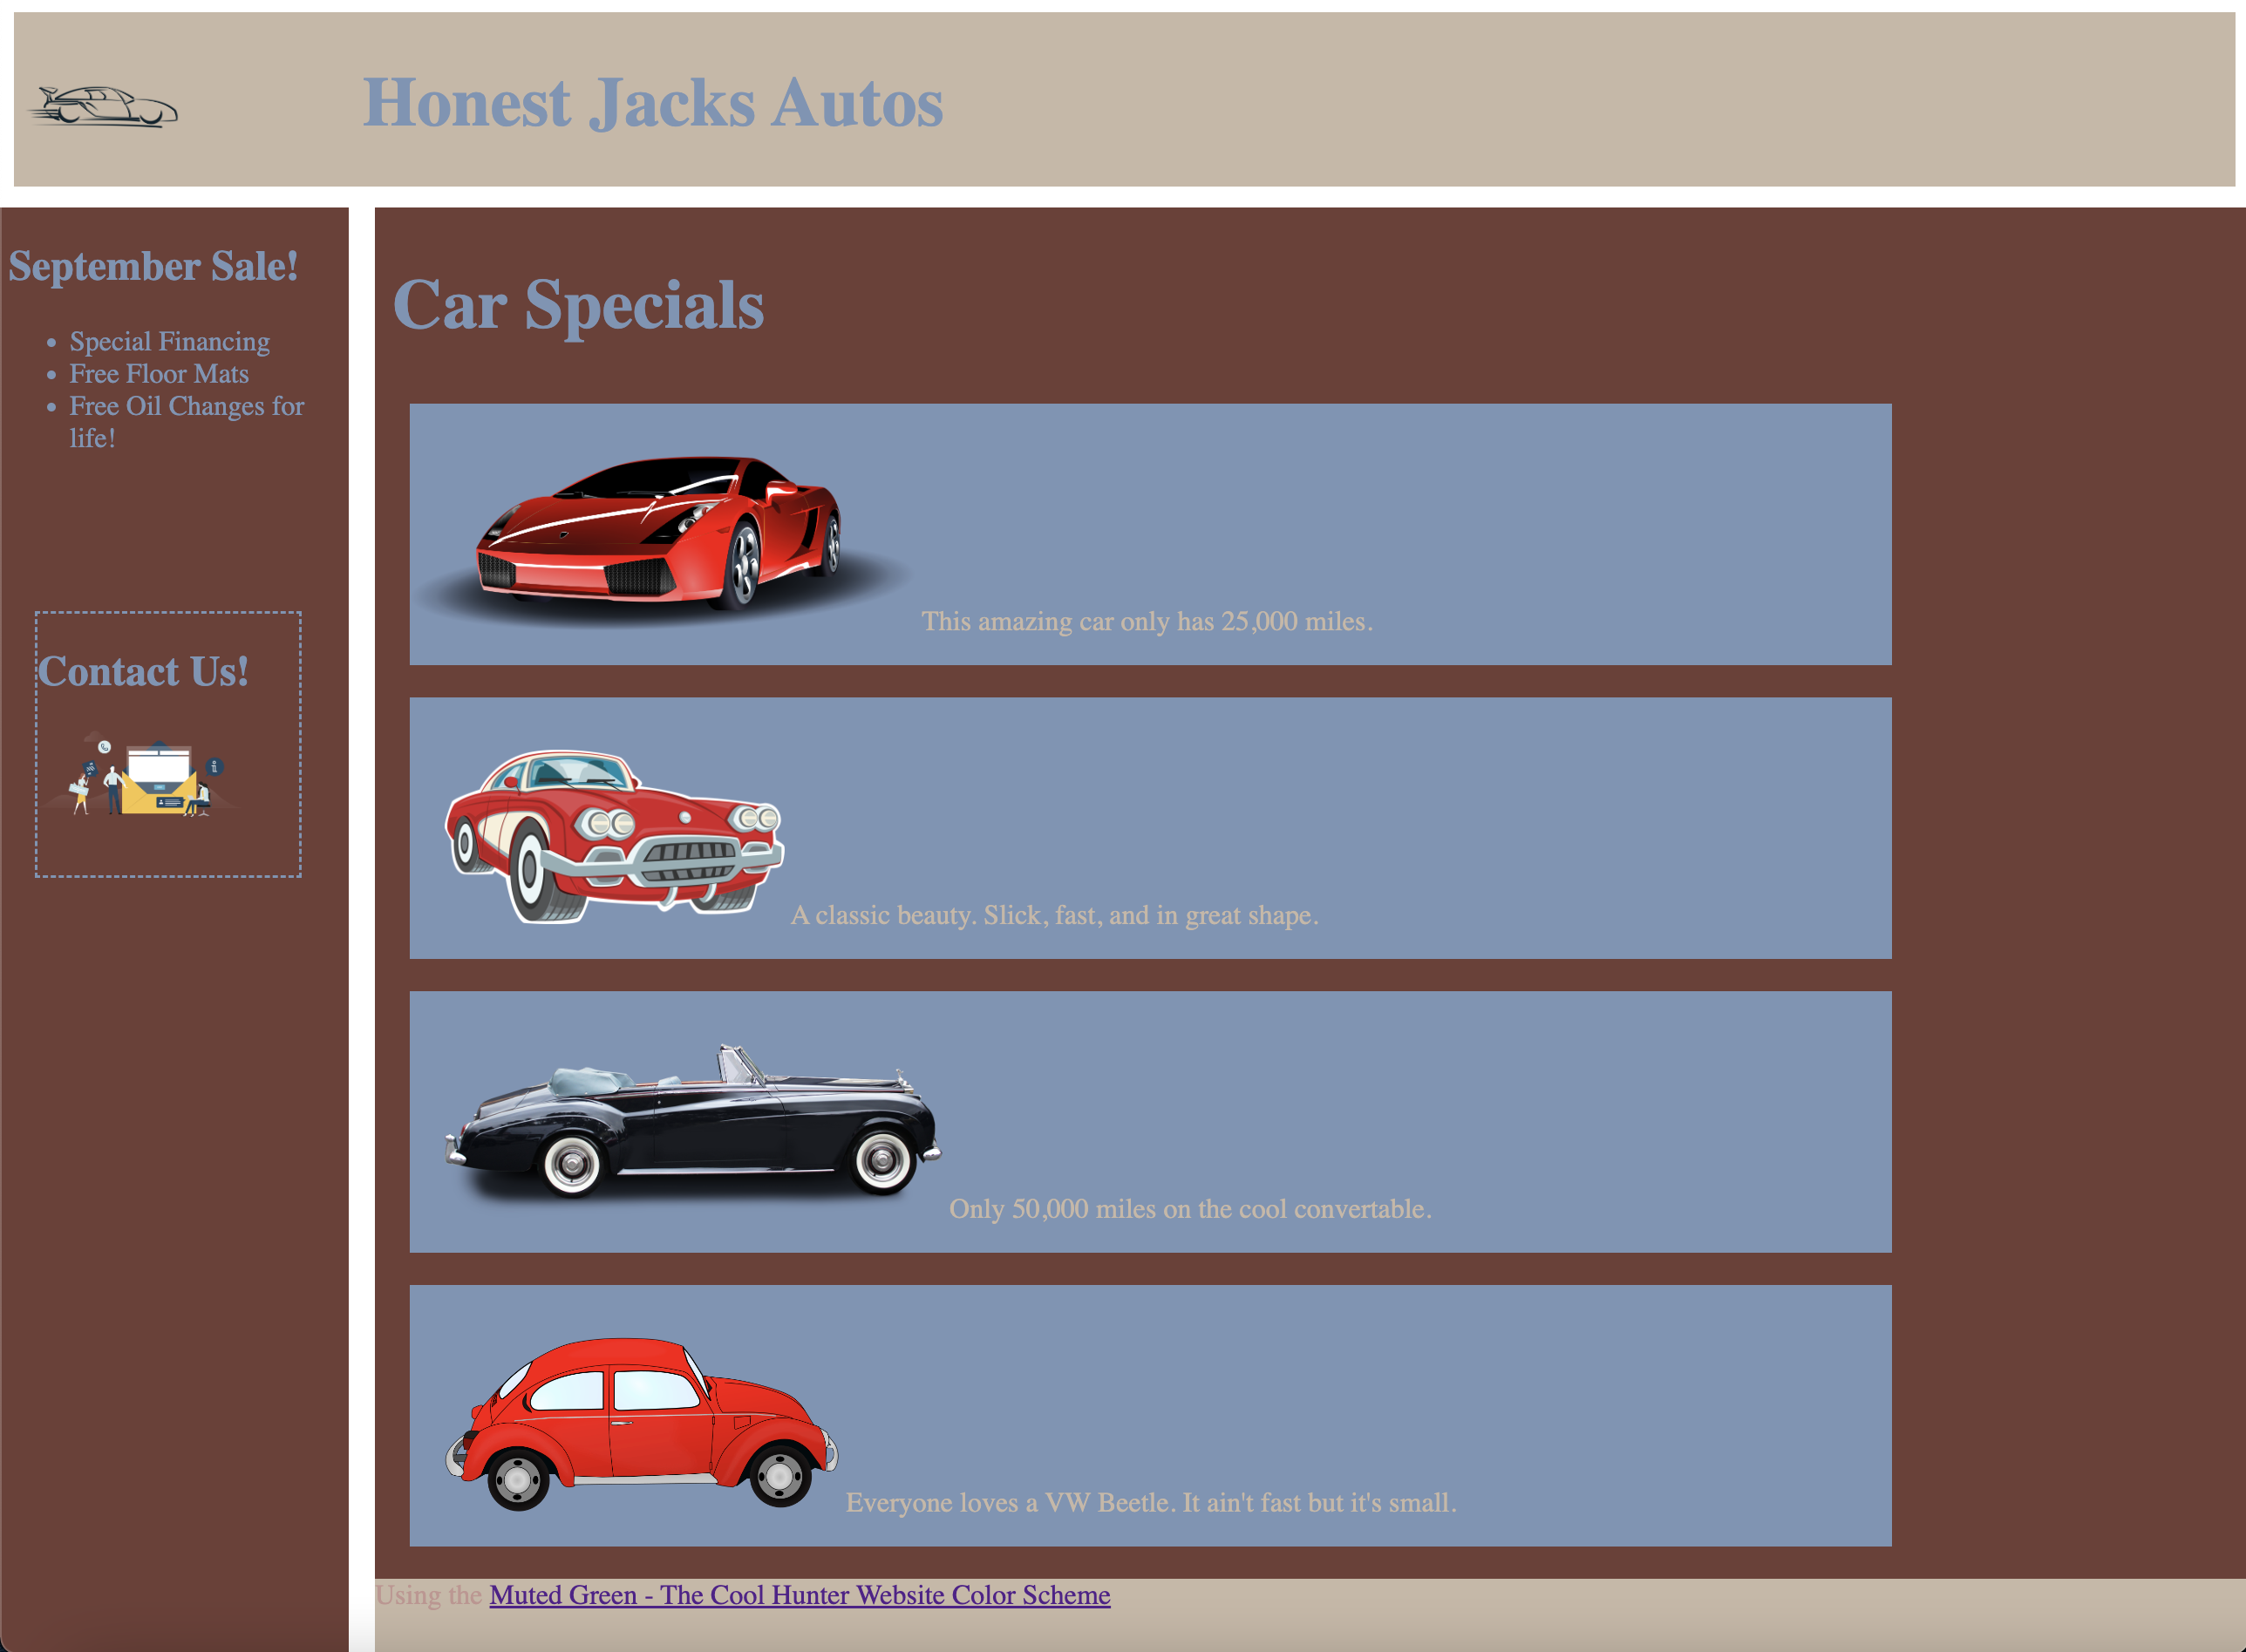 Honest Jacks Autos
September Sale!
Special Financing
Free Floor Mats
Free Oil Changes for
life!
Contact Us!
Car Specials
This amazing car only has 25,000 miles.
A classic beauty. Slick, fast, and in great shape.
Only 50,000 miles on the cool convertable.
Everyone loves a VW Beetle. It ain't fast but it's small.
Using the Muted Green - The Cool Hunter Website Color Scheme